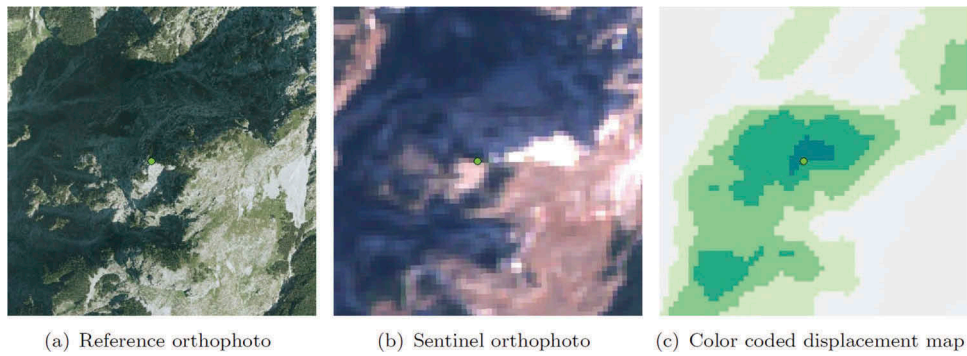 (a) Reference orthophoto
(b) Sentinel orthophoto
(c) Color coded displacement map